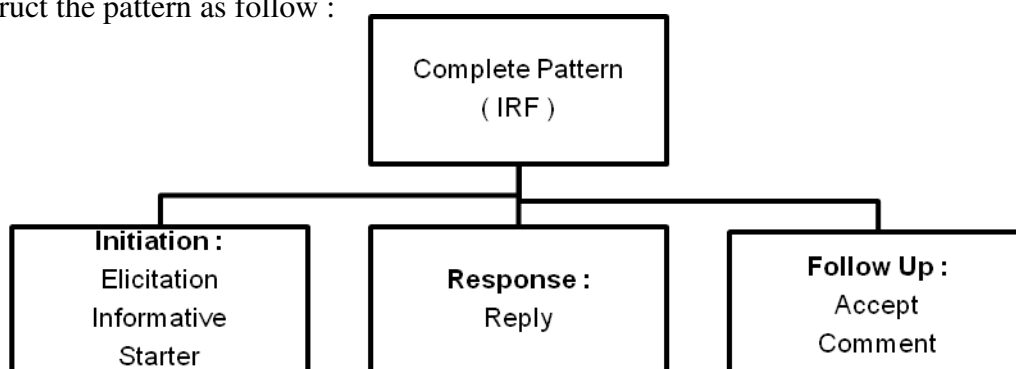 ruct the pattern as follow :
Complete Pattern
( IRF )
Initiation :
Elicitation
Informative
Starter
Response :
Reply
Follow Up :
Accept
Comment